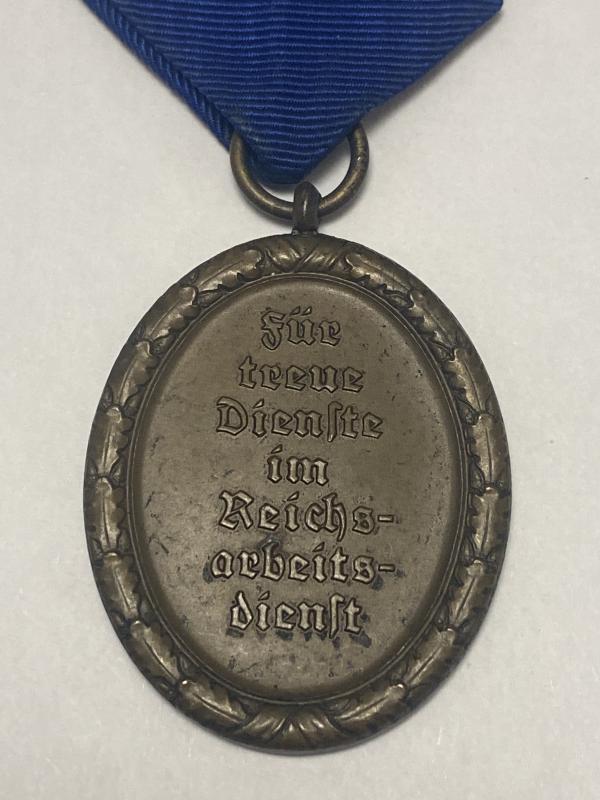 Für
treue
Dienſte
im
Reichs-
arbeits-
dienſt